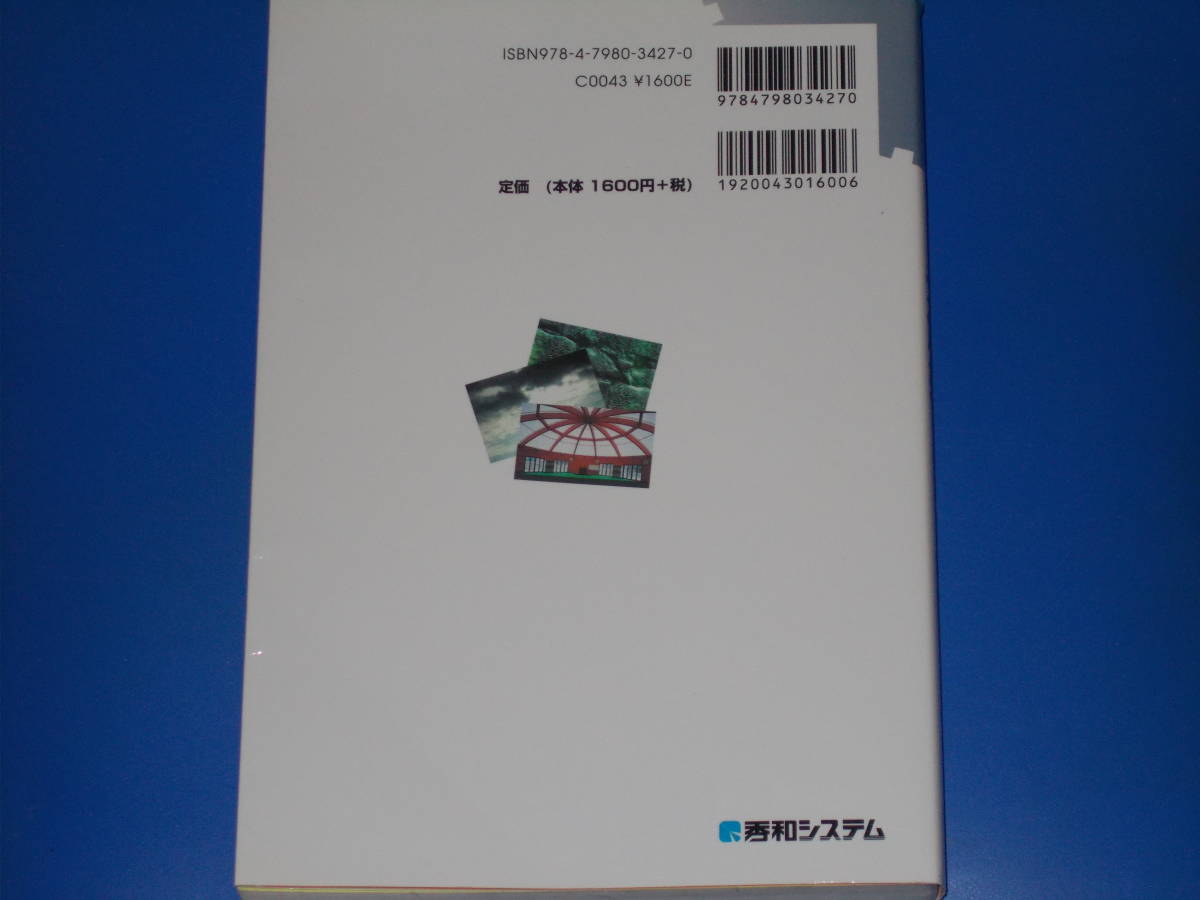 ISBN978-4-7980-3427-0
C0043 ¥1600E
9784798034270
定価 (本体 1600円+税)
1920043016006
秀和システム